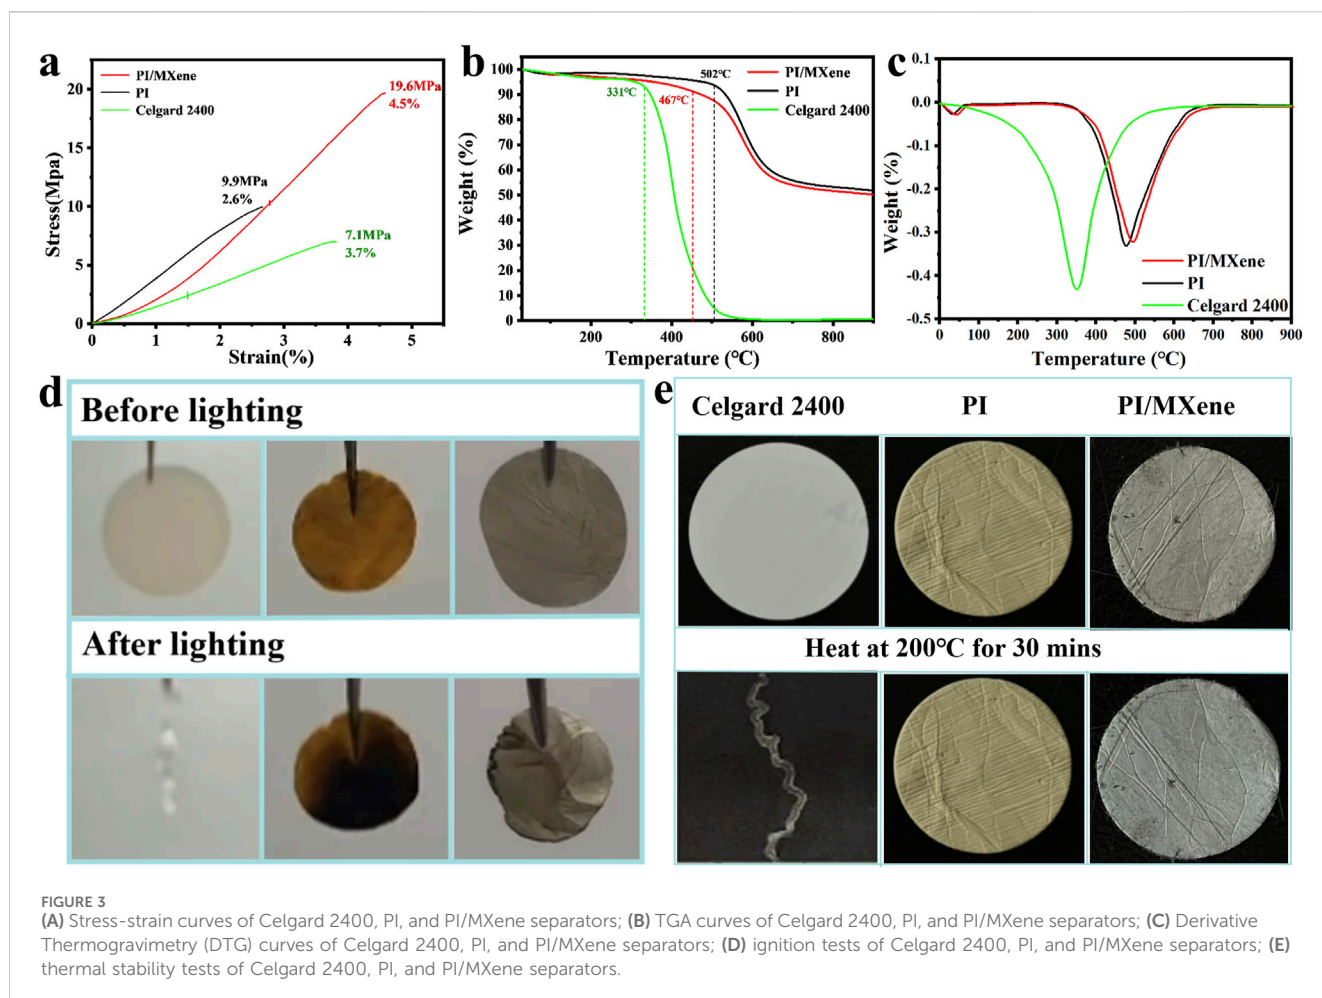 a
PI/MXene
PI
Celgard 2400
19.6MPa
4.5%
9.9MPa
2.6%
7.1MPa
3.7%
Stress(Mpa)
20
15
10
5
0
0 1 2 3 4 5
Strain(%)
b
PI/MXene
PI
Celgard 2400
331℃
467℃
502℃
Weight (%)
100
90
80
70
60
50
40
30
20
10
0
200 400 600 800
Temperature (℃)
c
0.1
0.0
-0.1
-0.2
-0.3
-0.4
-0.5
Weight (%)
PI/MXene
PI
Celgard 2400
0 100 200 300 400 500 600 700 800 900
Temperature (℃)
d
Before lighting
After lighting
e
Celgard 2400 PI PI/MXene
Heat at 200℃ for 30 mins
FIGURE 3
(A) Stress-strain curves of Celgard 2400, PI, and PI/MXene separators; (B) TGA curves of Celgard 2400, PI, and PI/MXene separators; (C) Derivative
Thermogravimetry (DTG) curves of Celgard 2400, PI, and PI/MXene separators; (D) ignition tests of Celgard 2400, PI, and PI/MXene separators; (E)
thermal stability tests of Celgard 2400, PI, and PI/MXene separators.